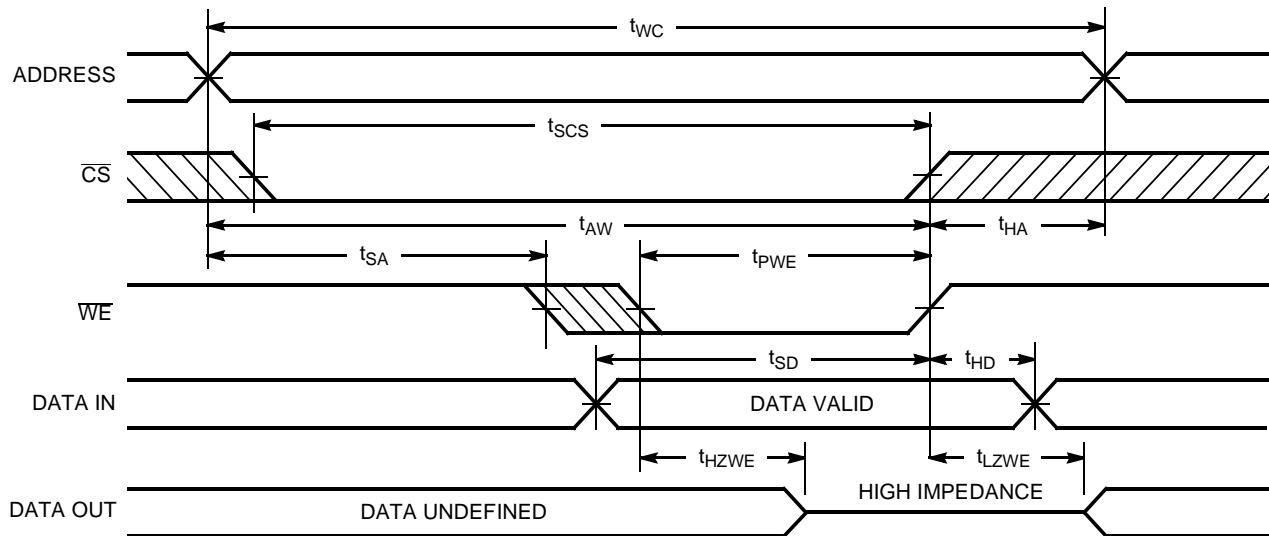 tWC
ADDRESS
tSCS
CS
tAW
tHA
tSA
tPWE
WE
tSD
tHD
DATA IN
DATA VALID
tHZWE
tLZWE
HIGH IMPEDANCE
DATA OUT
DATA UNDEFINED